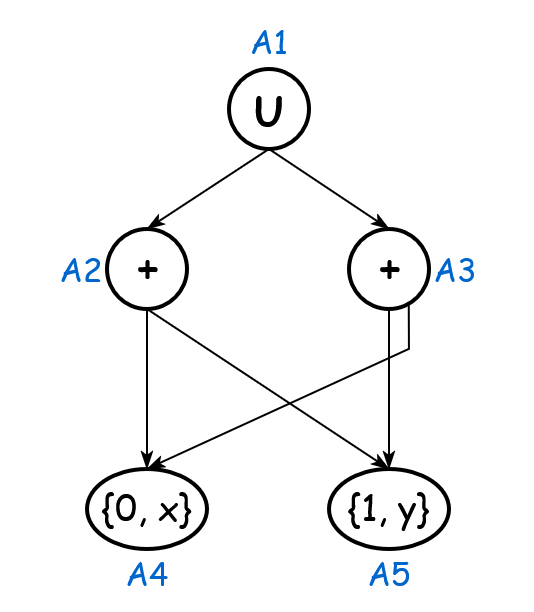 A1
U
A2
+
+
A3
{0, x}
{1, y}
A4
A5